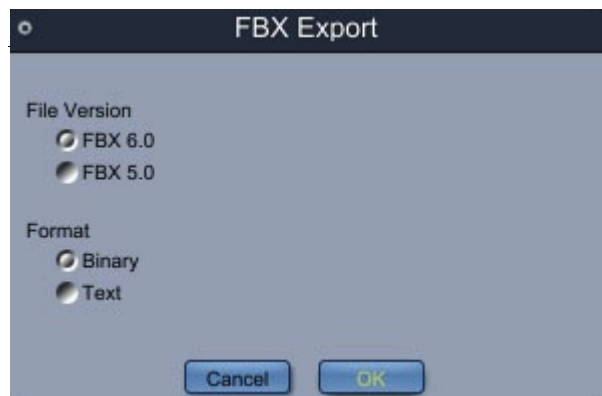 FBX Export
File Version
FBX 6.0
FBX 5.0
Format
Binary
Text
Cancel OK